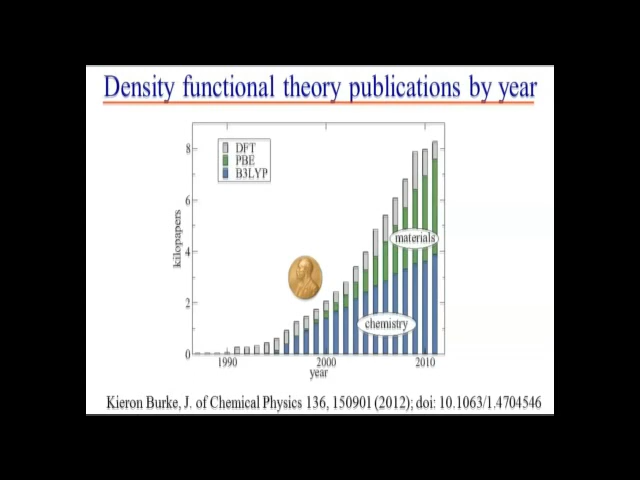 Density functional theory publications by year
DFT
PBE
B3LYP
8
6
4
2
0
kilopapers
materials
chemistry
1990
2000
2010
year
Kieron Burke, J. of Chemical Physics 136, 150901 (2012); doi: 10.1063/1.4704546